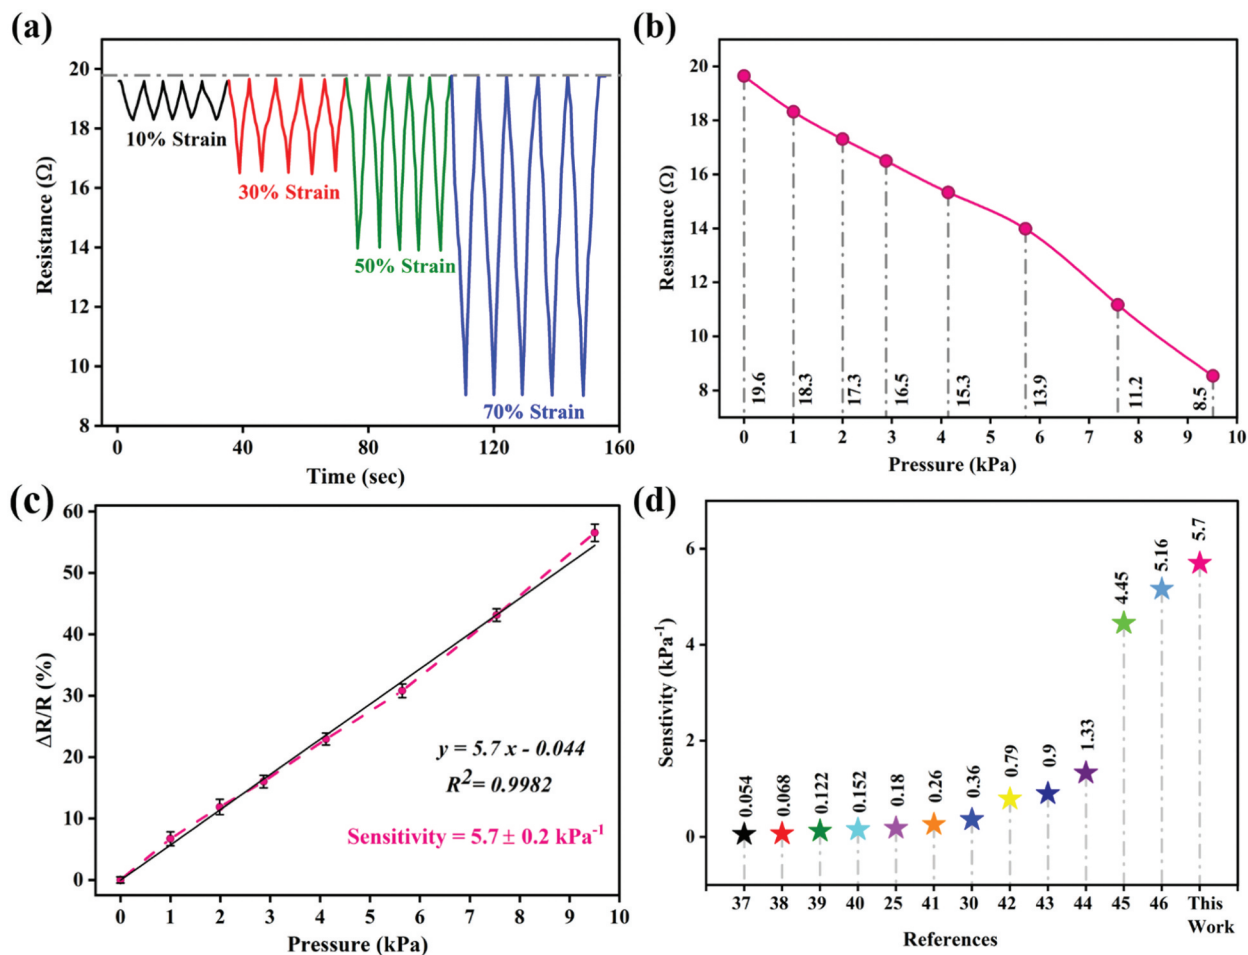 (a)
Resistance (Ω)
20
18
16
14
12
10
8
10% Strain
30% Strain
50% Strain
70% Strain
0 40 80 120 160
Time (sec)
(b)
Resistance (Ω)
20
18
16
14
12
10
8
19.6 18.3 17.3 16.5 15.3 13.9 11.2 8.5
0 1 2 3 4 5 6 7 8 9 10
Pressure (kPa)
(c)
ΔR/R (%)
60
50
40
30
20
10
0
y = 5.7 x - 0.044
R² = 0.9982
Sensitivity = 5.7 ± 0.2 kPa⁻¹
0 1 2 3 4 5 6 7 8 9 10
Pressure (kPa)
(d)
Senstivity (kPa⁻¹)
6
4
2
0
0.054 0.068 0.122 0.152 0.18 0.26 0.36 0.79 0.9 1.33 4.45 5.16 5.7
37 38 39 40 25 41 30 42 43 44 45 46 This
Work
References